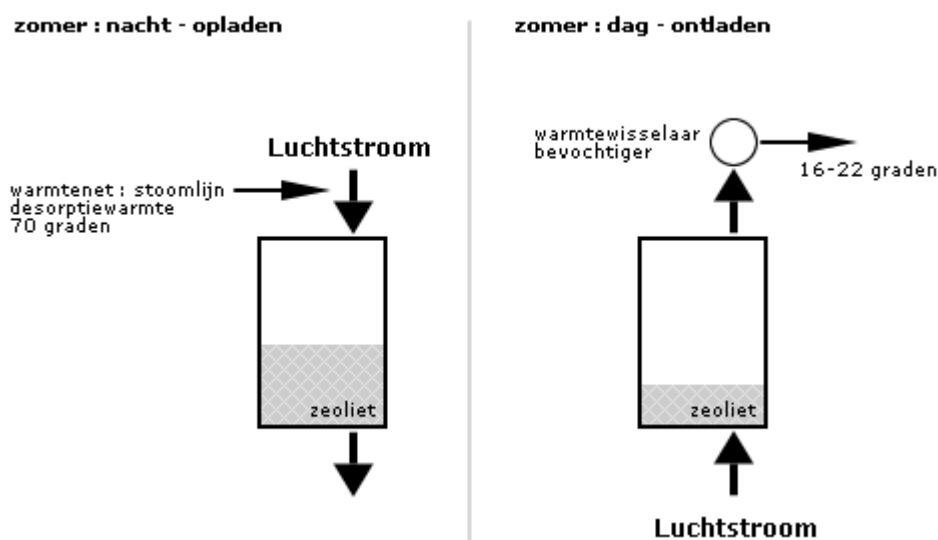 zomer : nacht - opladen
Luchtstroom
warmtenet : stoomlijn
desorptiewarmte
70 graden
zeoliet
zomer : dag - ontladen
warmtewisselaar
bevochtiger
16-22 graden
zeoliet
Luchtstroom